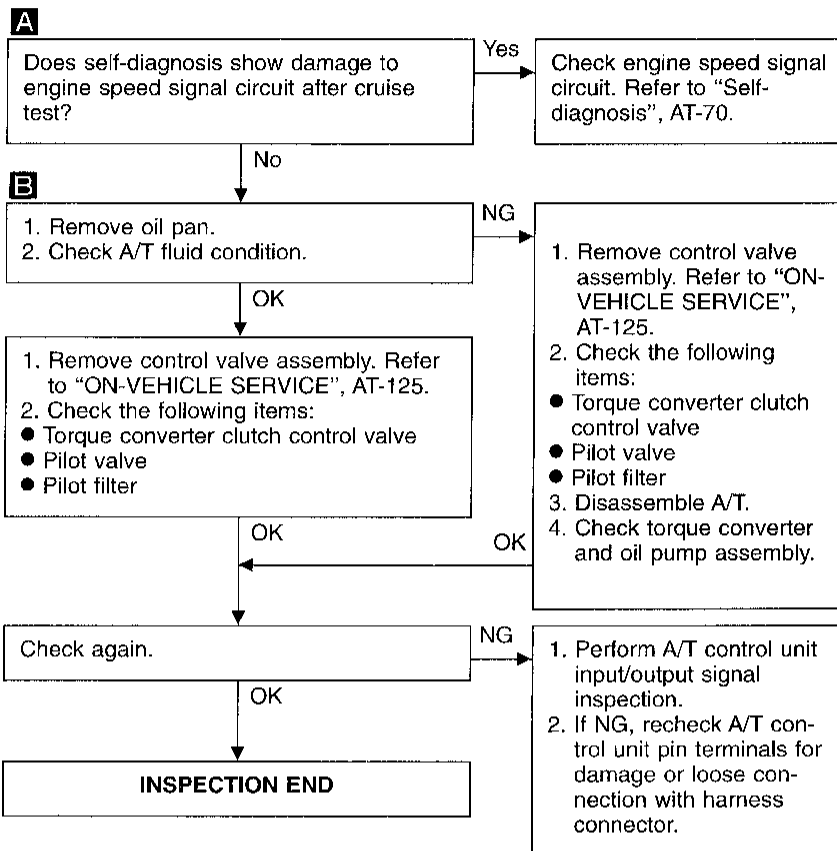 A
Does self-diagnosis show damage to
engine speed signal circuit after cruise
test?
Yes
Check engine speed signal
circuit. Refer to “Self-
diagnosis”, AT-70.
No
B
1. Remove oil pan.
2. Check A/T fluid condition.
NG
1. Remove control valve
assembly. Refer to “ON-
VEHICLE SERVICE”,
AT-125.
2. Check the following
items:
● Torque converter clutch
control valve
● Pilot valve
● Pilot filter
3. Disassemble A/T.
4. Check torque converter
and oil pump assembly.
OK
1. Remove control valve assembly. Refer
to “ON-VEHICLE SERVICE”, AT-125.
2. Check the following items:
● Torque converter clutch control valve
● Pilot valve
● Pilot filter
OK
OK
Check again.
NG
1. Perform A/T control unit
input/output signal
inspection.
2. If NG, recheck A/T con-
trol unit pin terminals for
damage or loose con-
nection with harness
connector.
OK
INSPECTION END